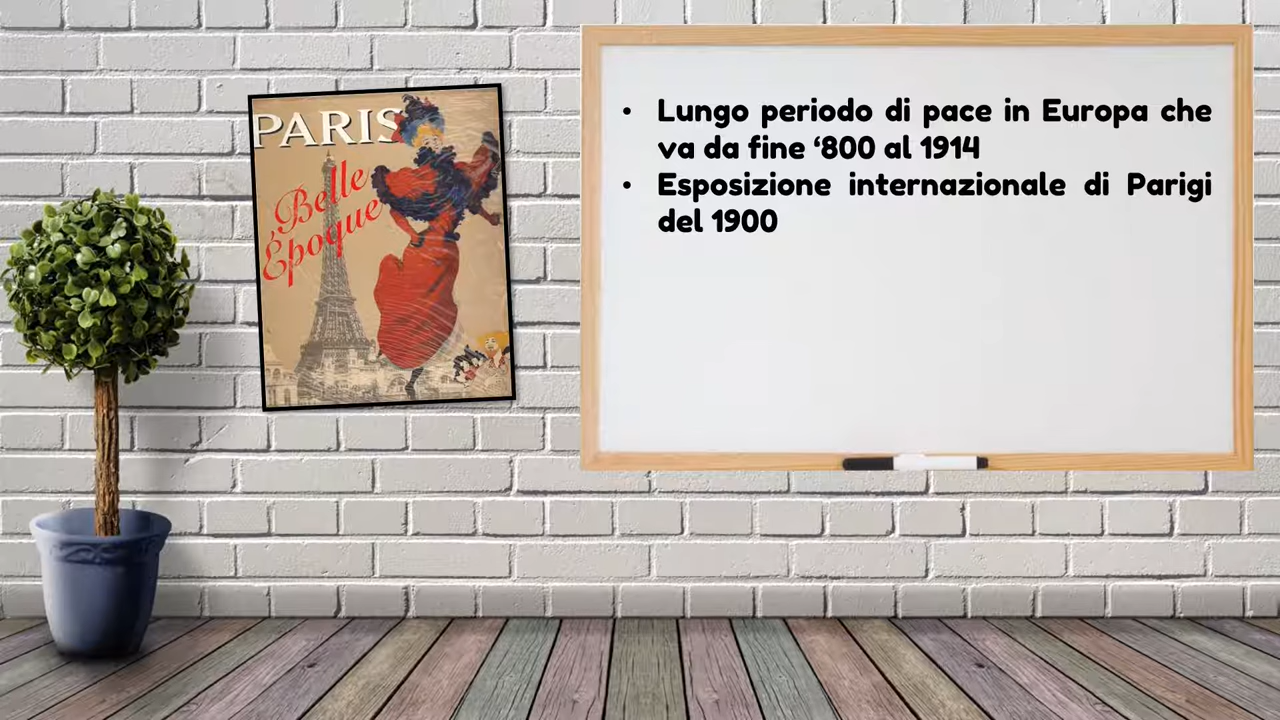 PARIS
Belle
Époque
• Lungo periodo di pace in Europa che
va da fine ‘800 al 1914
• Esposizione internazionale di Parigi
del 1900